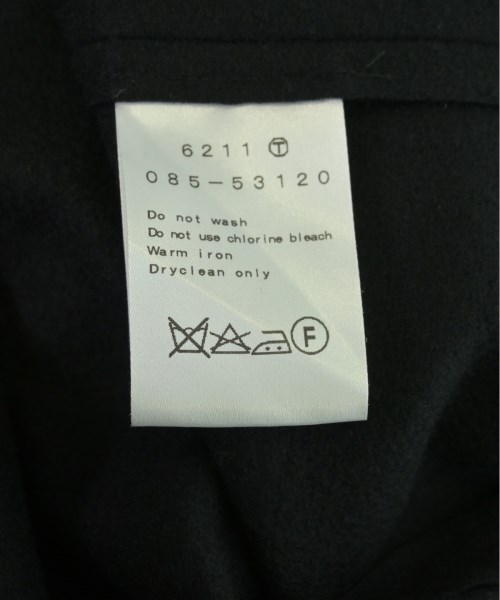 6211 Ⓣ
085-53120
Do not wash
Do not use chlorine bleach
Warm iron
Dryclean only
F